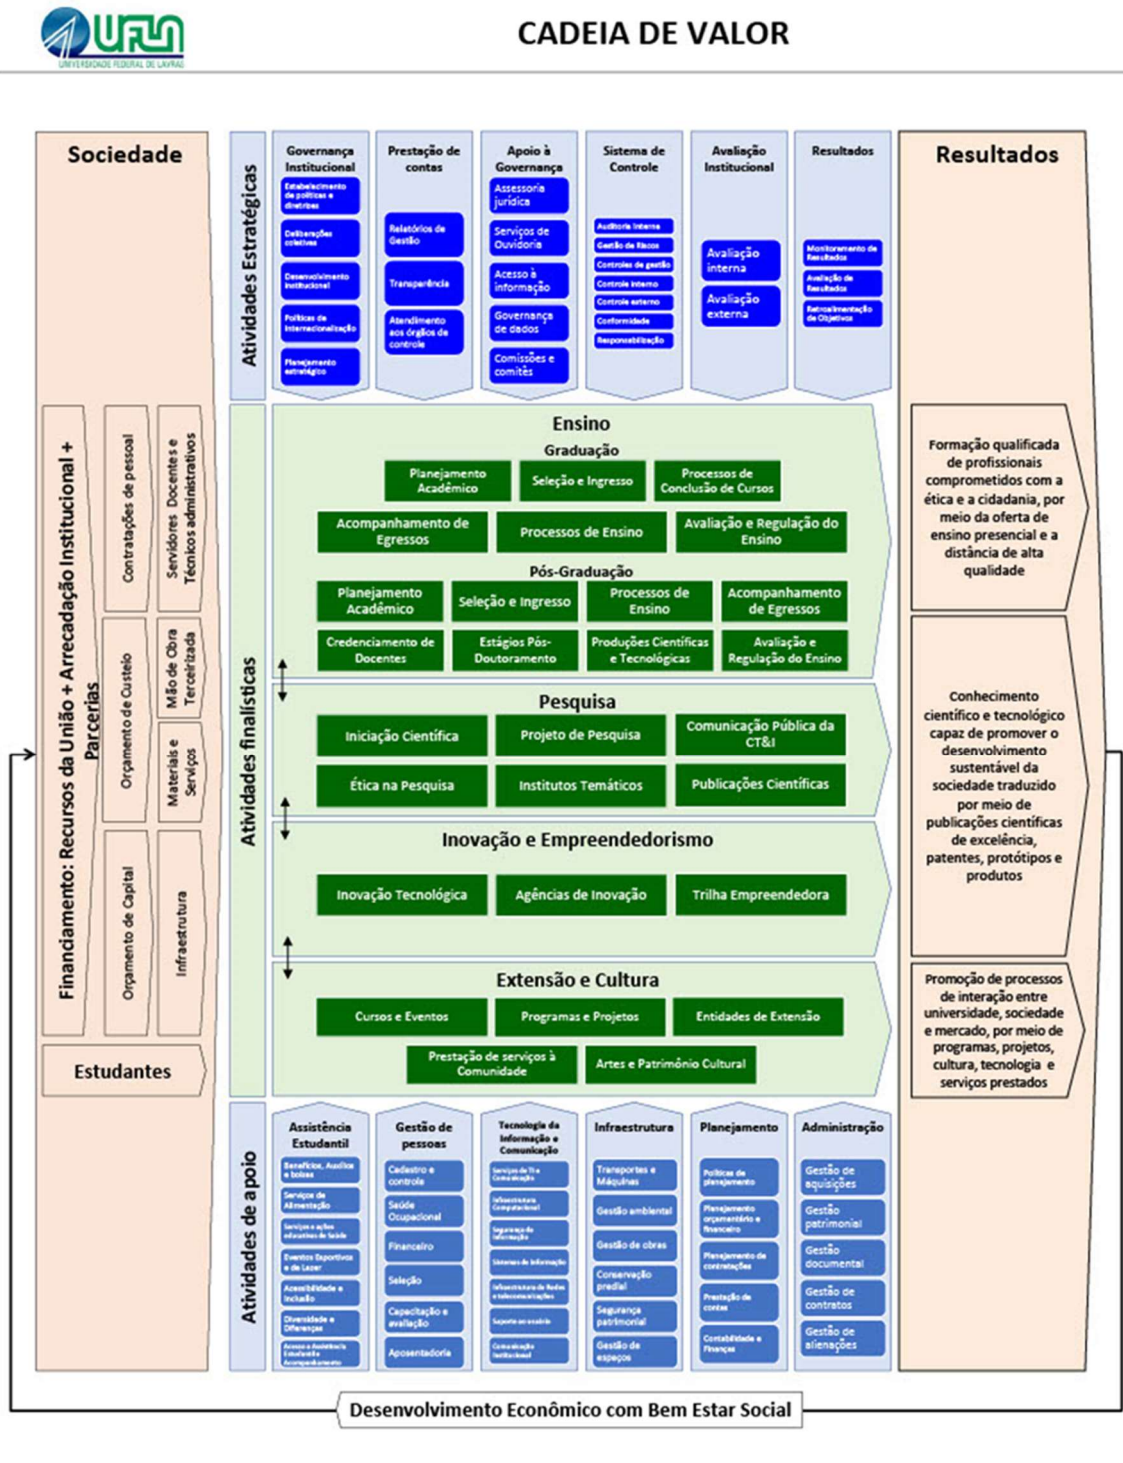 UFLA
UNIVERSIDADE FEDERAL DE LAVRAS
CADEIA DE VALOR
Sociedade
Financiamento: Recursos da União + Arrecadação Institucional +
Parcerias
Contratações de pessoal
Servidores Docentes e
Técnicos administrativos
Orçamento de Custeio
Mão de Obra
Terceirizada
Materiais e
Serviços
Orçamento de Capital
Infraestrutura
Estudantes
Atividades Estratégicas
Governança
Institucional
Estabelecimento
de políticas e
diretrizes
Deliberações
coletivas
Desenvolvimento
Institucional
Políticas de
Internacionalização
Planejamento
estratégico
Prestação de
contas
Relatórios de
Gestão
Transparência
Atendimento
aos órgãos de
controle
Apoio à
Governança
Assessoria
jurídica
Serviços de
Ouvidoria
Acesso à
informação
Governança
de dados
Comissões e
comitês
Sistema de
Controle
Auditoria Interna
Gestão de Riscos
Controles de gestão
Controle interno
Controle externo
Conformidade
Responsabilização
Avaliação
Institucional
Avaliação
interna
Avaliação
externa
Resultados
Monitoramento de
Resultados
Avaliação de
Resultados
Retroalimentação
de Objetivos
Atividades finalísticas
Ensino
Graduação
Planejamento
Acadêmico
Seleção e Ingresso
Processos de
Conclusão de Cursos
Acompanhamento de
Egressos
Processos de Ensino
Avaliação e Regulação do
Ensino
Pós-Graduação
Planejamento
Acadêmico
Seleção e Ingresso
Processos de
Ensino
Acompanhamento
de Egressos
Credenciamento de
Docentes
Estágios Pós-
Doutoramento
Produções Científicas
e Tecnológicas
Avaliação e
Regulação do Ensino
Pesquisa
Iniciação Científica
Projeto de Pesquisa
Comunicação Pública da
CT&I
Ética na Pesquisa
Institutos Temáticos
Publicações Científicas
Inovação e Empreendedorismo
Inovação Tecnológica
Agências de Inovação
Trilha Empreendedora
Extensão e Cultura
Cursos e Eventos
Programas e Projetos
Entidades de Extensão
Prestação de serviços à
Comunidade
Artes e Patrimônio Cultural
Atividades de apoio
Assistência
Estudantil
Benefícios, Auxílios
e bolsas
Serviços de
Alimentação
Serviços e ações
educativas de Saúde
Eventos Esportivos
e de Lazer
Acessibilidade e
Inclusão
Diversidade e
Diferenças
Acesso a Assistência
Estudantil e
Acompanhamento
Gestão de
pessoas
Cadastro e
controle
Saúde
Ocupacional
Financeiro
Seleção
Capacitação e
avaliação
Aposentadoria
Tecnologia da
Informação e
Comunicação
Serviços de TI e
Comunicação
Infraestrutura
Computacional
Segurança da
Informação
Sistemas de Informação
Infraestrutura de Redes
e telecomunicações
Suporte ao usuário
Comunicação
Institucional
Infraestrutura
Transportes e
Máquinas
Gestão ambiental
Gestão de obras
Conservação
predial
Segurança
patrimonial
Gestão de
espaços
Planejamento
Políticas de
planejamento
Planejamento
orçamentário e
financeiro
Planejamento de
contratações
Prestação de
contas
Contabilidade e
Finanças
Administração
Gestão de
aquisições
Gestão
patrimonial
Gestão
documental
Gestão de
contratos
Gestão de
alienações
Resultados
Formação qualificada
de profissionais
comprometidos com a
ética e a cidadania, por
meio da oferta de
ensino presencial e a
distância de alta
qualidade
Conhecimento
científico e tecnológico
capaz de promover o
desenvolvimento
sustentável da
sociedade traduzido
por meio de
publicações científicas
de excelência,
patentes, protótipos e
produtos
Promoção de processos
de interação entre
universidade, sociedade
e mercado, por meio de
programas, projetos,
cultura, tecnologia e
serviços prestados
Desenvolvimento Econômico com Bem Estar Social